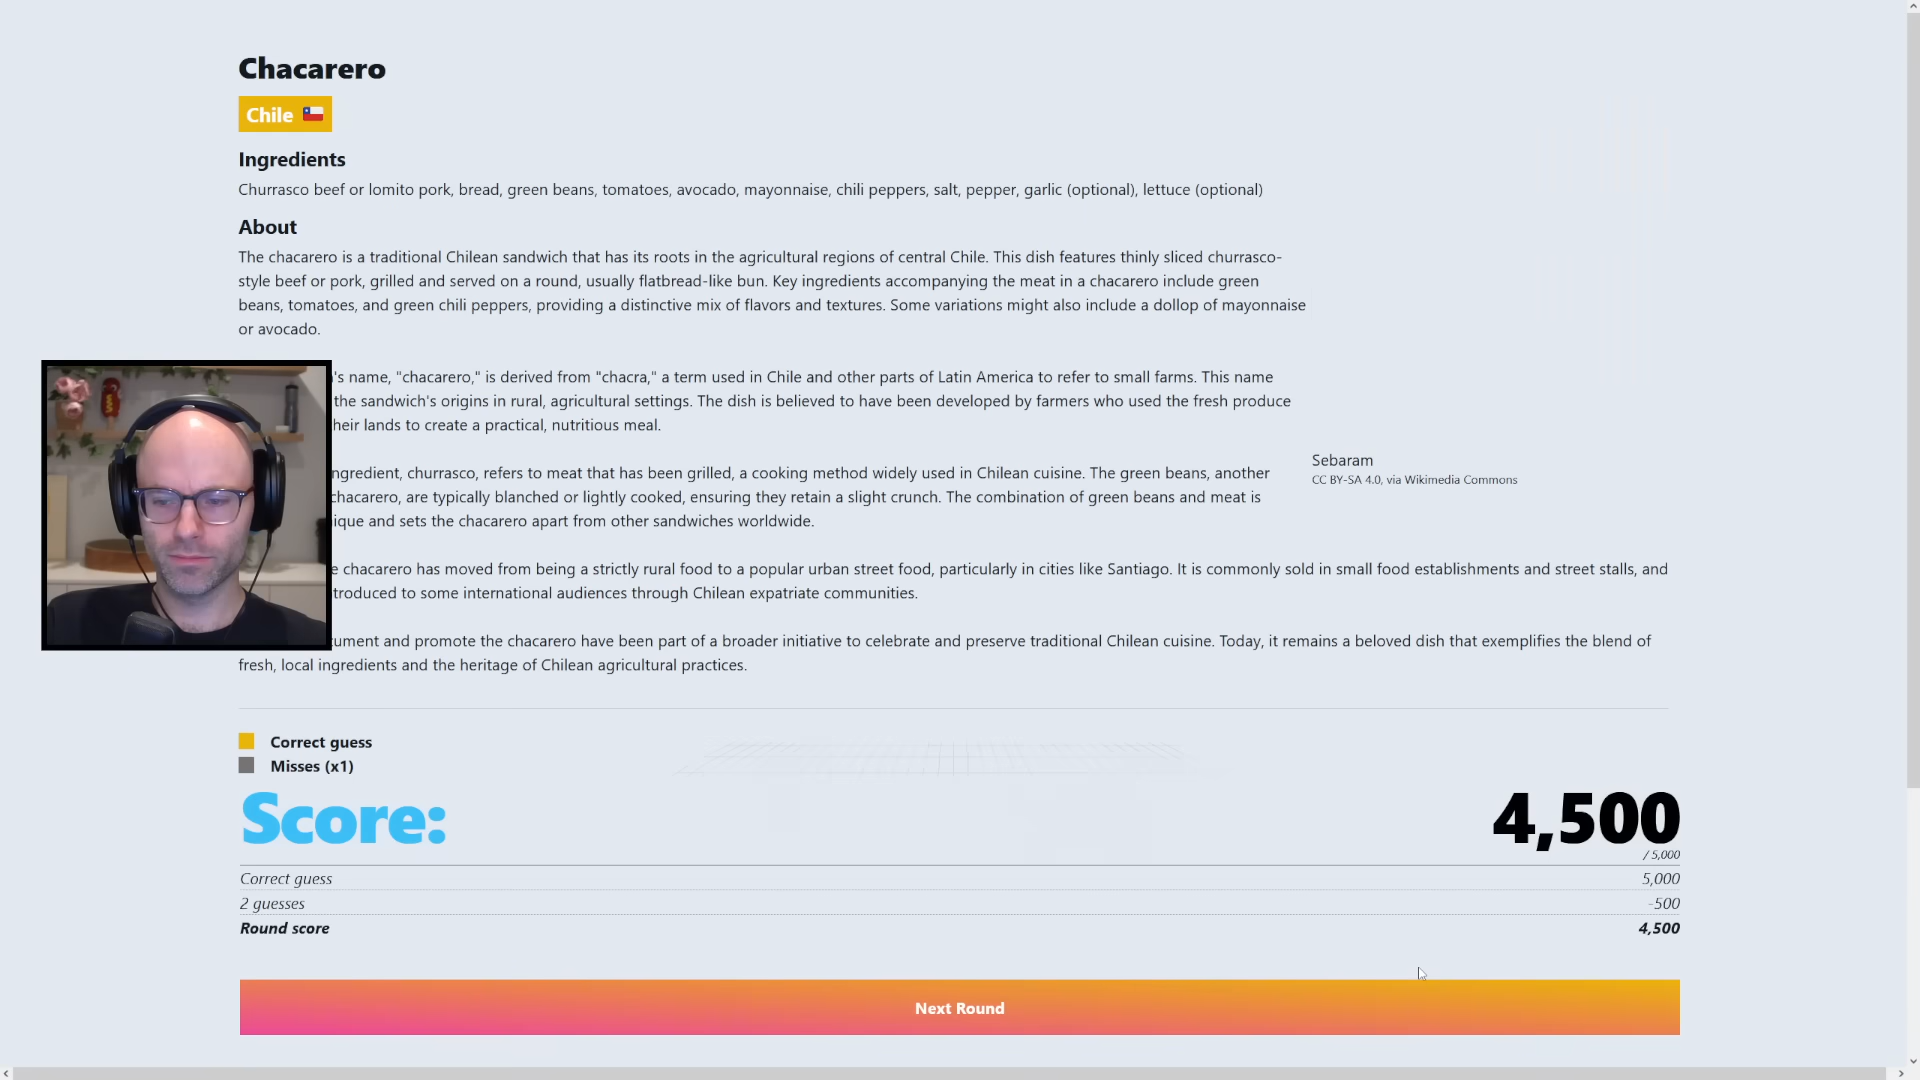 Chacarero
Chile
Ingredients
Churrasco beef or lomito pork, bread, green beans, tomatoes, avocado, mayonnaise, chili peppers, salt, pepper, garlic (optional), lettuce (optional)
About
The chacarero is a traditional Chilean sandwich that has its roots in the agricultural regions of central Chile. This dish features thinly sliced churrasco-
style beef or pork, grilled and served on a round, usually flatbread-like bun. Key ingredients accompanying the meat in a chacarero include green
beans, tomatoes, and green chili peppers, providing a distinctive mix of flavors and textures. Some variations might also include a dollop of mayonnaise
or avocado.
's name, "chacarero," is derived from "chacra," a term used in Chile and other parts of Latin America to refer to small farms. This name
the sandwich's origins in rural, agricultural settings. The dish is believed to have been developed by farmers who used the fresh produce
heir lands to create a practical, nutritious meal.
ngredient, churrasco, refers to meat that has been grilled, a cooking method widely used in Chilean cuisine. The green beans, another
chacarero, are typically blanched or lightly cooked, ensuring they retain a slight crunch. The combination of green beans and meat is
ique and sets the chacarero apart from other sandwiches worldwide.
Sebaram
CC BY-SA 4.0, via Wikimedia Commons
e chacarero has moved from being a strictly rural food to a popular urban street food, particularly in cities like Santiago. It is commonly sold in small food establishments and street stalls, and
troduced to some international audiences through Chilean expatriate communities.
cument and promote the chacarero have been part of a broader initiative to celebrate and preserve traditional Chilean cuisine. Today, it remains a beloved dish that exemplifies the blend of
fresh, local ingredients and the heritage of Chilean agricultural practices.
Correct guess
Misses (x1)
Score: 4,500
/ 5,000
Correct guess 5,000
2 guesses -500
Round score 4,500
Next Round